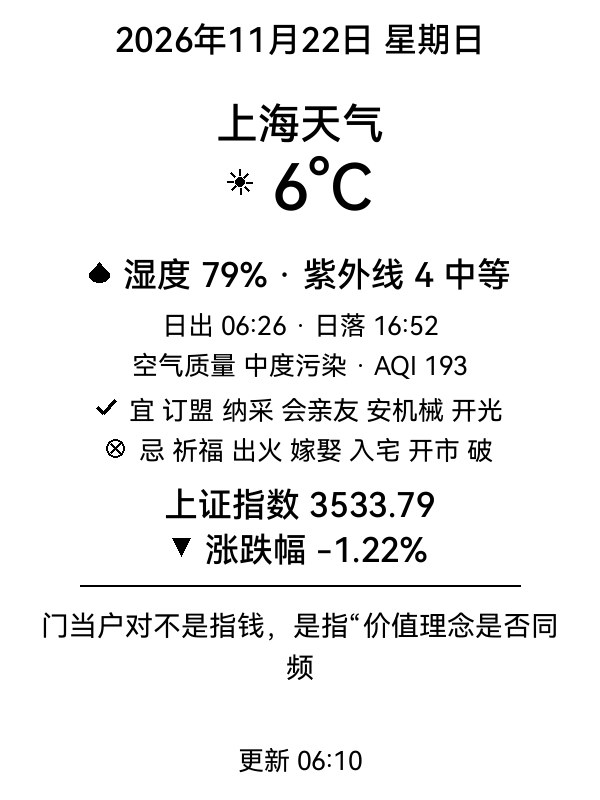 2026年11月22日 星期日
上海天气
6°C
湿度 79% · 紫外线 4 中等
日出 06:26 · 日落 16:52
空气质量 中度污染 · AQI 193
宜 订盟 纳采 会亲友 安机械 开光
忌 祈福 出火 嫁娶 入宅 开市 破
上证指数 3533.79
▼ 涨跌幅 -1.22%
门当户对不是指钱，是指“价值理念是否同
频
更新 06:10